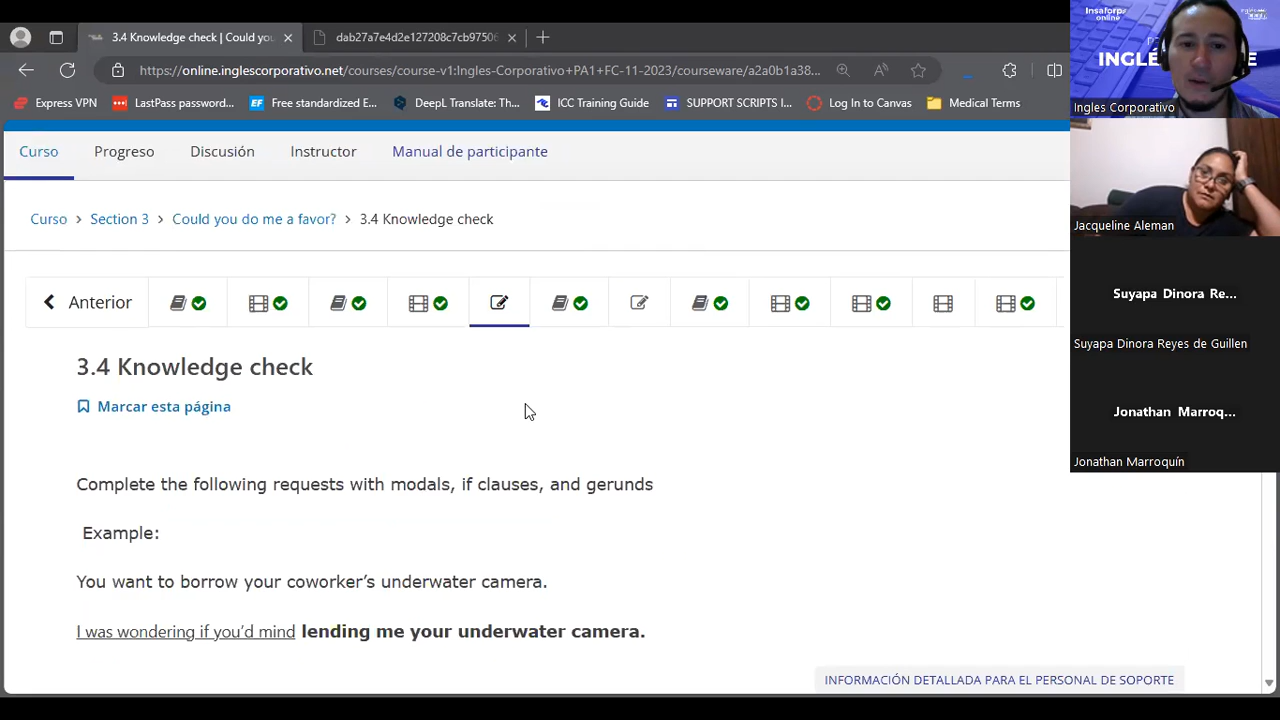 3.4 Knowledge check | Could you
dab27a7e4d2e127208c7cb97506
https://online.inglescorporativo.net/courses/course-v1:Ingles-Corporativo+PA1+FC-11-2023/courseware/a2a0b1a38...
Express VPN
LastPass password...
Free standardized E...
DeepL Translate: Th...
ICC Training Guide
SUPPORT SCRIPTS I...
Log In to Canvas
Medical Terms
Curso
Progreso
Discusión
Instructor
Manual de participante
Curso > Section 3 > Could you do me a favor? > 3.4 Knowledge check
Anterior
3.4 Knowledge check
Marcar esta página
Complete the following requests with modals, if clauses, and gerunds
Example:
You want to borrow your coworker's underwater camera.
I was wondering if you'd mind lending me your underwater camera.
INFORMACIÓN DETALLADA PARA EL PERSONAL DE SOPORTE
Insaforp
online
INGLÉ
Ingles Corporativo
Jacqueline Aleman
Suyapa Dinora Re...
Suyapa Dinora Reyes de Guillen
Jonathan Marroq...
Jonathan Marroquín